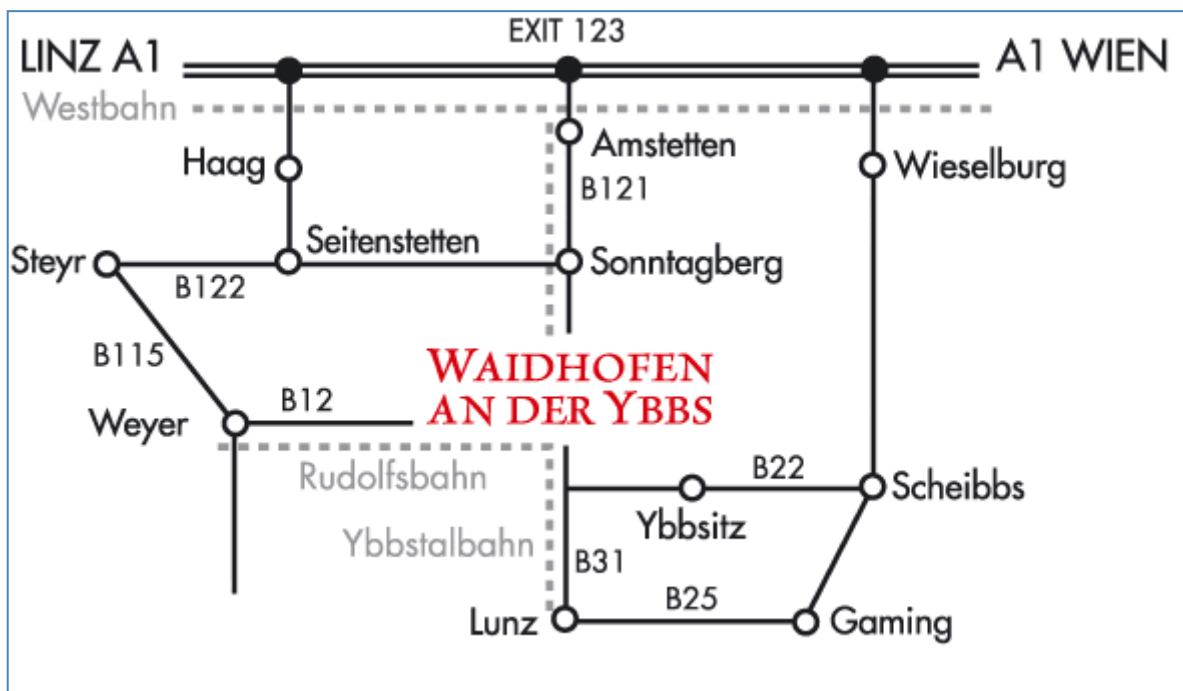 EXIT 123
LINZ A1
A1 WIEN
Westbahn
Amstetten
Haag
Wieselburg
B121
Seitenstetten
Steyr
Sonntagberg
B122
B115
WAIDHOFEN
AN DER YBBS
B12
Weyer
Rudolfsbahn
B22
Scheibbs
Ybbsitz
Ybbstalbahn
B31
B25
Lunz
Gaming